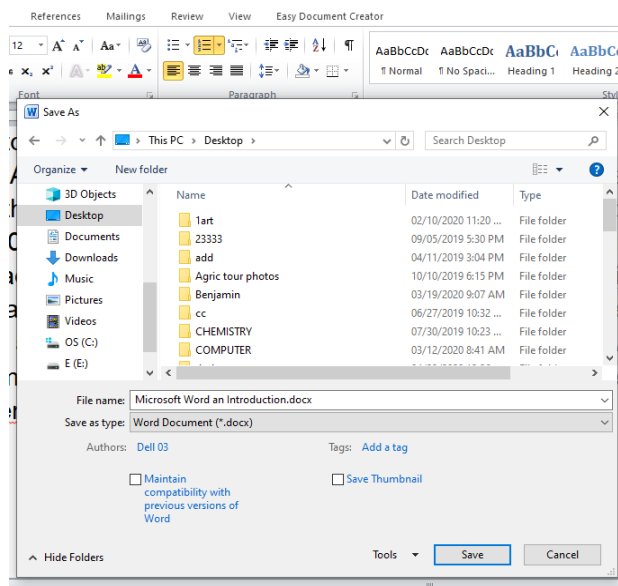 References Mailings Review View Easy Document Creator
12 A A Aa
x, x² A ab A
AaBbCcDc AaBbCcDc AaBbC AaBbC
¶ Normal ¶ No Spaci... Heading 1 Heading 2
Font Paragraph Sty
W Save As
This PC > Desktop > Search Desktop
Organize New folder ?
Name Date modified Type
3D Objects
Desktop
Documents
Downloads
Music
Pictures
Videos
OS (C:)
E (E:)
1art 02/10/2020 11:20 ... File folder
23333 09/05/2019 5:30 PM File folder
add 04/11/2019 3:04 PM File folder
Agric tour photos 10/10/2019 6:15 PM File folder
Benjamin 03/19/2020 9:07 AM File folder
cc 06/27/2019 10:32 ... File folder
CHEMISTRY 07/30/2019 10:23 ... File folder
COMPUTER 03/12/2020 8:41 AM File folder
File name: Microsoft Word an Introduction.docx
Save as type: Word Document (*.docx)
Authors: Dell 03 Tags: Add a tag
Maintain
compatibility with
previous versions of
Word
Save Thumbnail
Hide Folders Tools Save Cancel